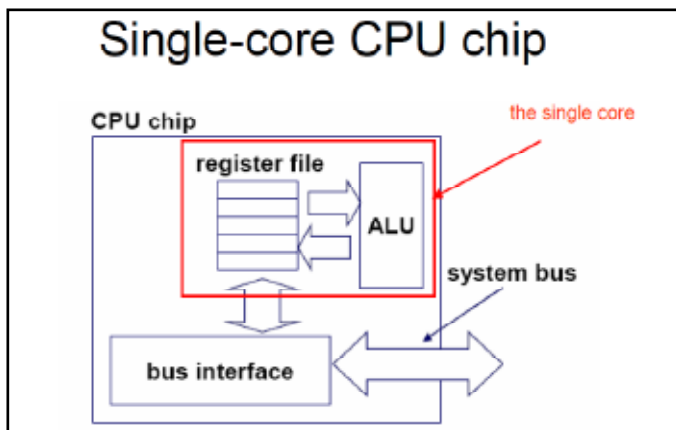 Single-core CPU chip
the single core
CPU chip
register file
ALU
system bus
bus interface